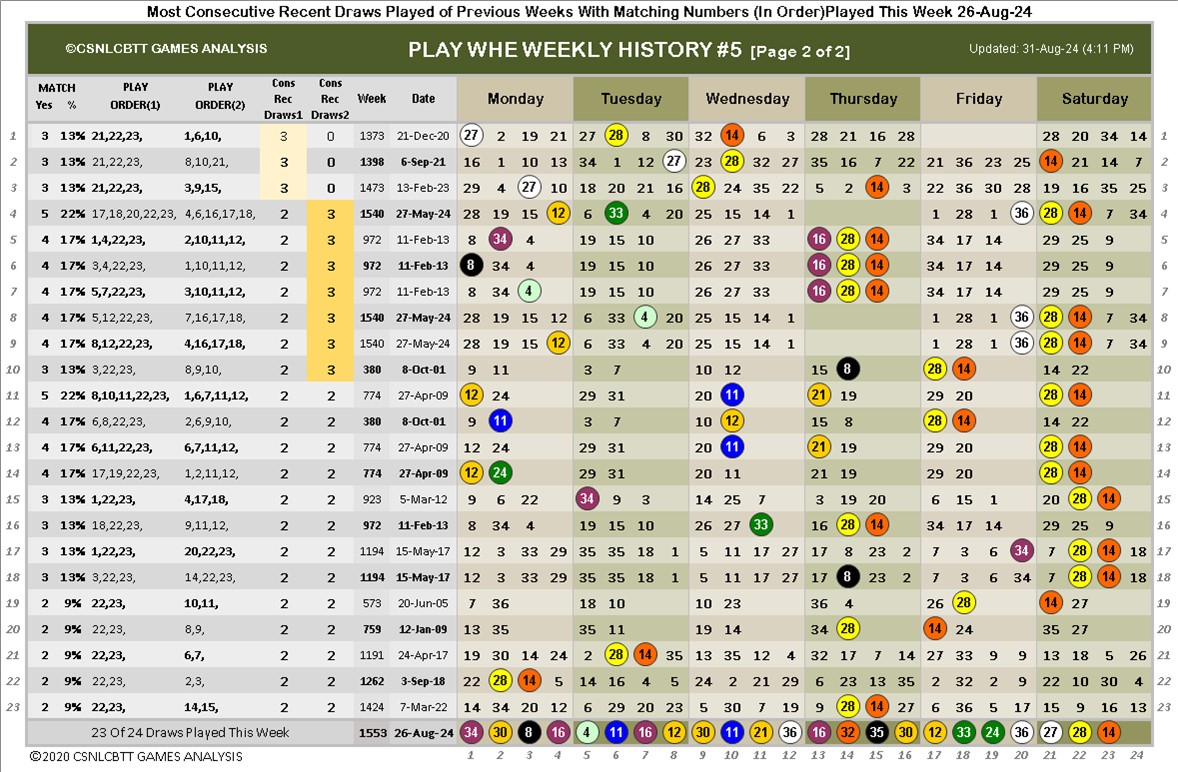 Most Consecutive Recent Draws Played of Previous Weeks With Matching Numbers (In Order)Played This Week 26-Aug-24
©CSNLCBTT GAMES ANALYSIS PLAY WHE WEEKLY HISTORY #5 [Page 2 of 2] Updated: 31-Aug-24 (4:11 PM)
MATCH Yes % PLAY ORDER(1) PLAY ORDER(2) Cons Rec Draws1 Cons Rec Draws2 Week Date Monday Tuesday Wednesday Thursday Friday Saturday
1 3 13% 21,22,23, 1,6,10, 3 0 1373 21-Dec-20 27 2 19 21 27 28 8 30 32 14 6 3 28 21 16 28 28 20 34 14 1
2 3 13% 21,22,23, 8,10,21, 3 0 1398 6-Sep-21 16 1 10 13 34 1 12 27 23 28 32 27 35 16 7 22 21 36 23 25 14 21 14 7 2
3 3 13% 21,22,23, 3,9,15, 3 0 1473 13-Feb-23 29 4 27 10 18 20 21 16 28 24 35 22 5 2 14 3 22 36 30 28 19 16 35 25 3
4 5 22% 17,18,20,22,23, 4,6,16,17,18, 2 3 1540 27-May-24 28 19 15 12 6 33 4 20 25 15 14 1 1 28 1 36 28 14 7 34 4
5 4 17% 1,4,22,23, 2,10,11,12, 2 3 972 11-Feb-13 8 34 4 19 15 10 26 27 33 16 28 14 34 17 14 29 25 9 5
6 4 17% 3,4,22,23, 1,10,11,12, 2 3 972 11-Feb-13 8 34 4 19 15 10 26 27 33 16 28 14 34 17 14 29 25 9 6
7 4 17% 5,7,22,23, 3,10,11,12, 2 3 972 11-Feb-13 8 34 4 19 15 10 26 27 33 16 28 14 34 17 14 29 25 9 7
8 4 17% 5,12,22,23, 7,16,17,18, 2 3 1540 27-May-24 28 19 15 12 6 33 4 20 25 15 14 1 1 28 1 36 28 14 7 34 8
9 4 17% 8,12,22,23, 4,16,17,18, 2 3 1540 27-May-24 28 19 15 12 6 33 4 20 25 15 14 1 1 28 1 36 28 14 7 34 9
10 3 13% 3,22,23, 8,9,10, 2 3 380 8-Oct-01 9 11 3 7 10 12 15 8 28 14 14 22 10
11 5 22% 8,10,11,22,23, 1,6,7,11,12, 2 2 774 27-Apr-09 12 24 29 31 20 11 21 19 29 20 28 14 11
12 4 17% 6,8,22,23, 2,6,9,10, 2 2 380 8-Oct-01 9 11 3 7 10 12 15 8 28 14 14 22 12
13 4 17% 6,11,22,23, 6,7,11,12, 2 2 774 27-Apr-09 12 24 29 31 20 11 21 19 29 20 28 14 13
14 4 17% 17,19,22,23, 1,2,11,12, 2 2 774 27-Apr-09 12 24 29 31 20 11 21 19 29 20 28 14 14
15 3 13% 1,22,23, 4,17,18, 2 2 923 5-Mar-12 9 6 22 34 9 3 14 25 7 3 19 20 6 15 1 20 28 14 15
16 3 13% 18,22,23, 9,11,12, 2 2 972 11-Feb-13 8 34 4 19 15 10 26 27 33 16 28 14 34 17 14 29 25 9 16
17 3 13% 1,22,23, 20,22,23, 2 2 1194 15-May-17 12 3 33 29 35 35 18 1 5 11 17 27 17 8 23 2 7 3 6 34 7 28 14 18 17
18 3 13% 3,22,23, 14,22,23, 2 2 1194 15-May-17 12 3 33 29 35 35 18 1 5 11 17 27 17 8 23 2 7 3 6 34 7 28 14 18 18
19 2 9% 22,23, 10,11, 2 2 573 20-Jun-05 7 36 18 10 10 23 36 4 26 28 14 27 19
20 2 9% 22,23, 8,9, 2 2 759 12-Jan-09 13 35 35 11 19 14 34 28 14 24 35 27 20
21 2 9% 22,23, 6,7, 2 2 1191 24-Apr-17 19 30 14 24 2 28 14 35 13 35 12 4 32 17 7 14 27 33 9 9 13 18 5 26 21
22 2 9% 22,23, 2,3, 2 2 1262 3-Sep-18 22 28 14 5 14 16 4 5 24 2 21 29 6 23 13 35 2 32 2 9 22 10 30 4 22
23 2 9% 22,23, 14,15, 2 2 1424 7-Mar-22 14 34 20 12 6 29 20 23 5 30 7 19 9 28 14 27 6 36 5 17 15 9 16 13 23
23 Of 24 Draws Played This Week 1553 26-Aug-24 34 30 8 16 4 11 16 12 30 11 21 36 16 32 35 30 12 33 24 36 27 28 14
©2020 CSNLCBTT GAMES ANALYSIS 1 2 3 4 5 6 7 8 9 10 11 12 13 14 15 16 17 18 19 20 21 22 23 24